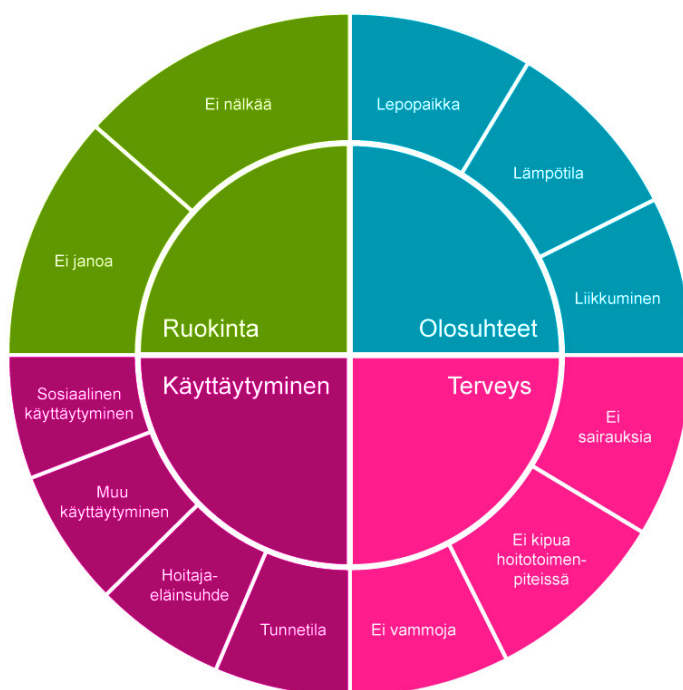 Ei nälkää
Lepopaikka
Lämpötila
Ei janoa
Liikkuminen
Ruokinta
Olosuhteet
Käyttäytyminen
Terveys
Sosiaalinen
käyttäytyminen
Ei
sairauksia
Muu
käyttäytyminen
Ei kipua
hoitotoimen-
piteissä
Hoitaja-
eläinsuhde
Tunnetila
Ei vammoja